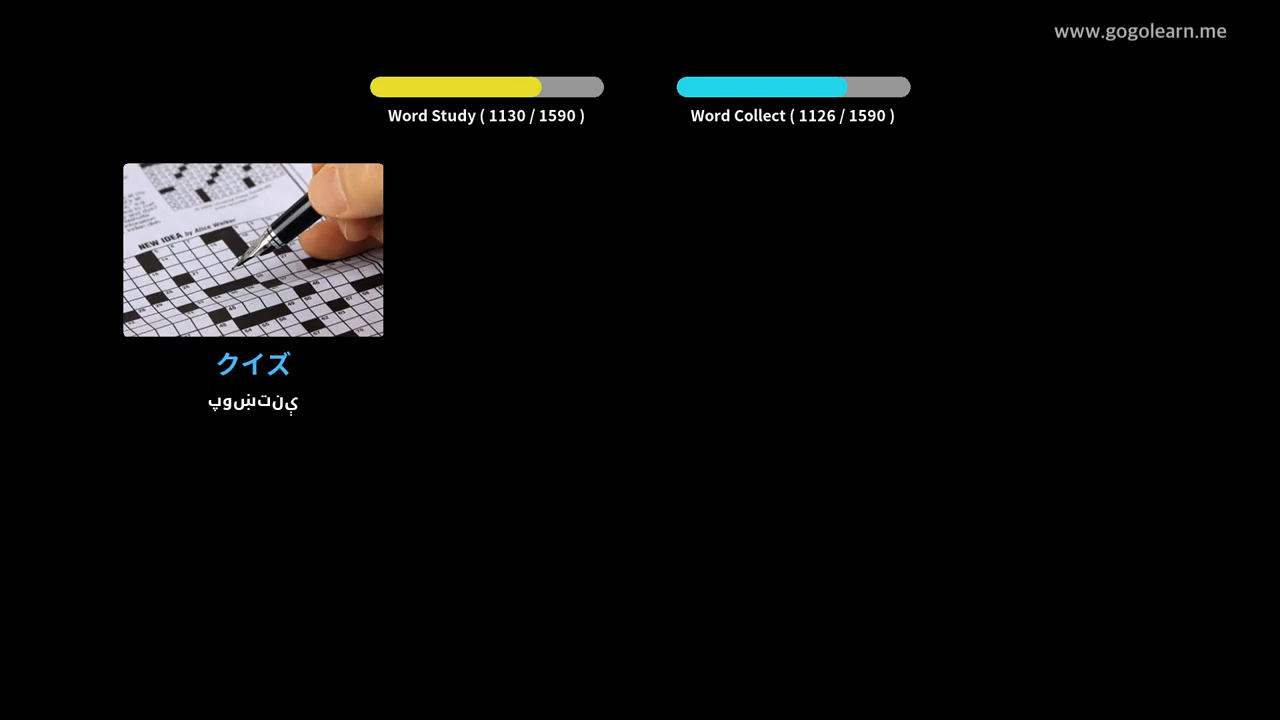 www.gogolearn.me
Word Study ( 1130 / 1590 )
Word Collect ( 1126 / 1590 )
NEW IDEA by Alice Walker
クイズ
پوښتنې